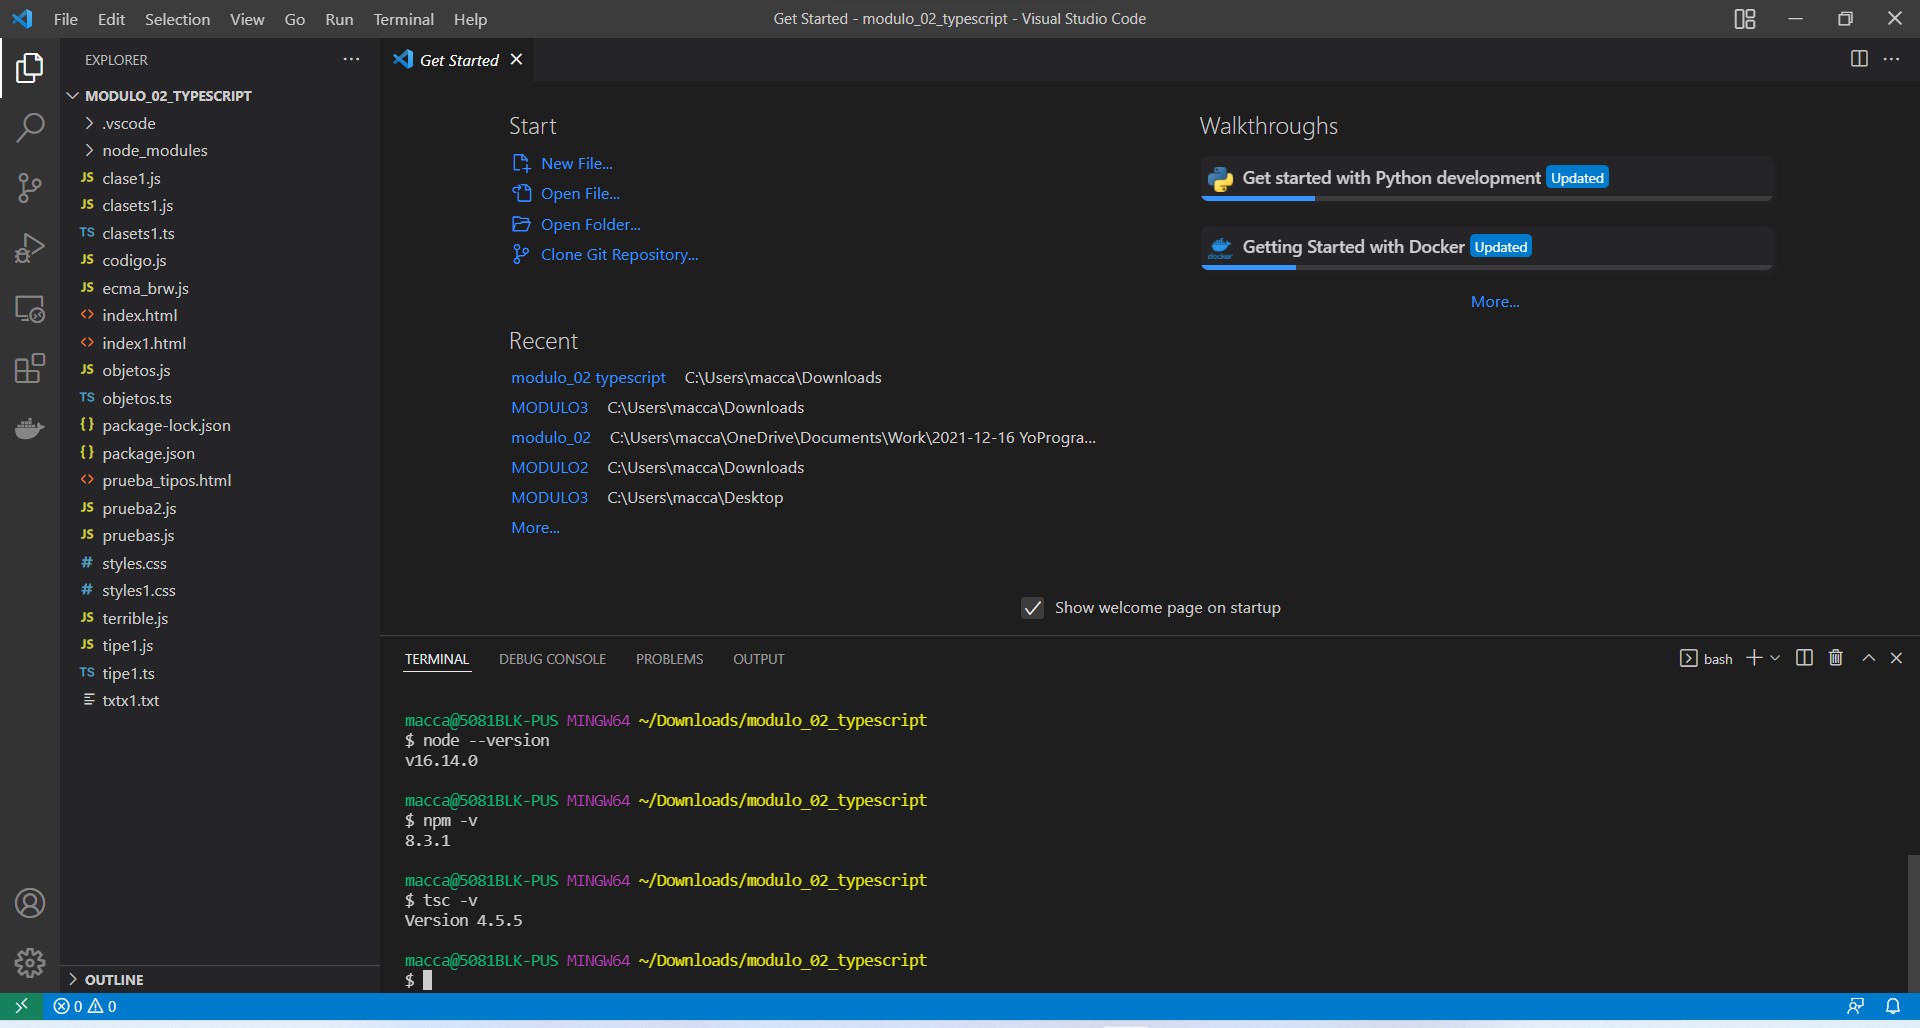 File Edit Selection View Go Run Terminal Help
Get Started - modulo_02_typescript - Visual Studio Code
EXPLORER
MODULO_02_TYPESCRIPT
.vscode
node_modules
JS clase1.js
JS clasets1.js
TS clasets1.ts
JS codigo.js
JS ecma_brw.js
<> index.html
<> index1.html
JS objetos.js
TS objetos.ts
{} package-lock.json
{} package.json
<> prueba_tipos.html
JS prueba2.js
JS pruebas.js
# styles.css
# styles1.css
JS terrible.js
JS tipe1.js
TS tipe1.ts
txtx1.txt
OUTLINE
Get Started
Start
New File...
Open File...
Open Folder...
Clone Git Repository...
Recent
modulo_02 typescript C:\Users\macca\Downloads
MODULO3 C:\Users\macca\Downloads
modulo_02 C:\Users\macca\OneDrive\Documents\Work\2021-12-16 YoProgra...
MODULO2 C:\Users\macca\Downloads
MODULO3 C:\Users\macca\Desktop
More...
Walkthroughs
Get started with Python development Updated
docker Getting Started with Docker Updated
More...
Show welcome page on startup
TERMINAL DEBUG CONSOLE PROBLEMS OUTPUT
bash
macca@5081BLK-PUS MINGW64 ~/Downloads/modulo_02_typescript
$ node --version
v16.14.0
macca@5081BLK-PUS MINGW64 ~/Downloads/modulo_02_typescript
$ npm -v
8.3.1
macca@5081BLK-PUS MINGW64 ~/Downloads/modulo_02_typescript
$ tsc -v
Version 4.5.5
macca@5081BLK-PUS MINGW64 ~/Downloads/modulo_02_typescript
$
0 0